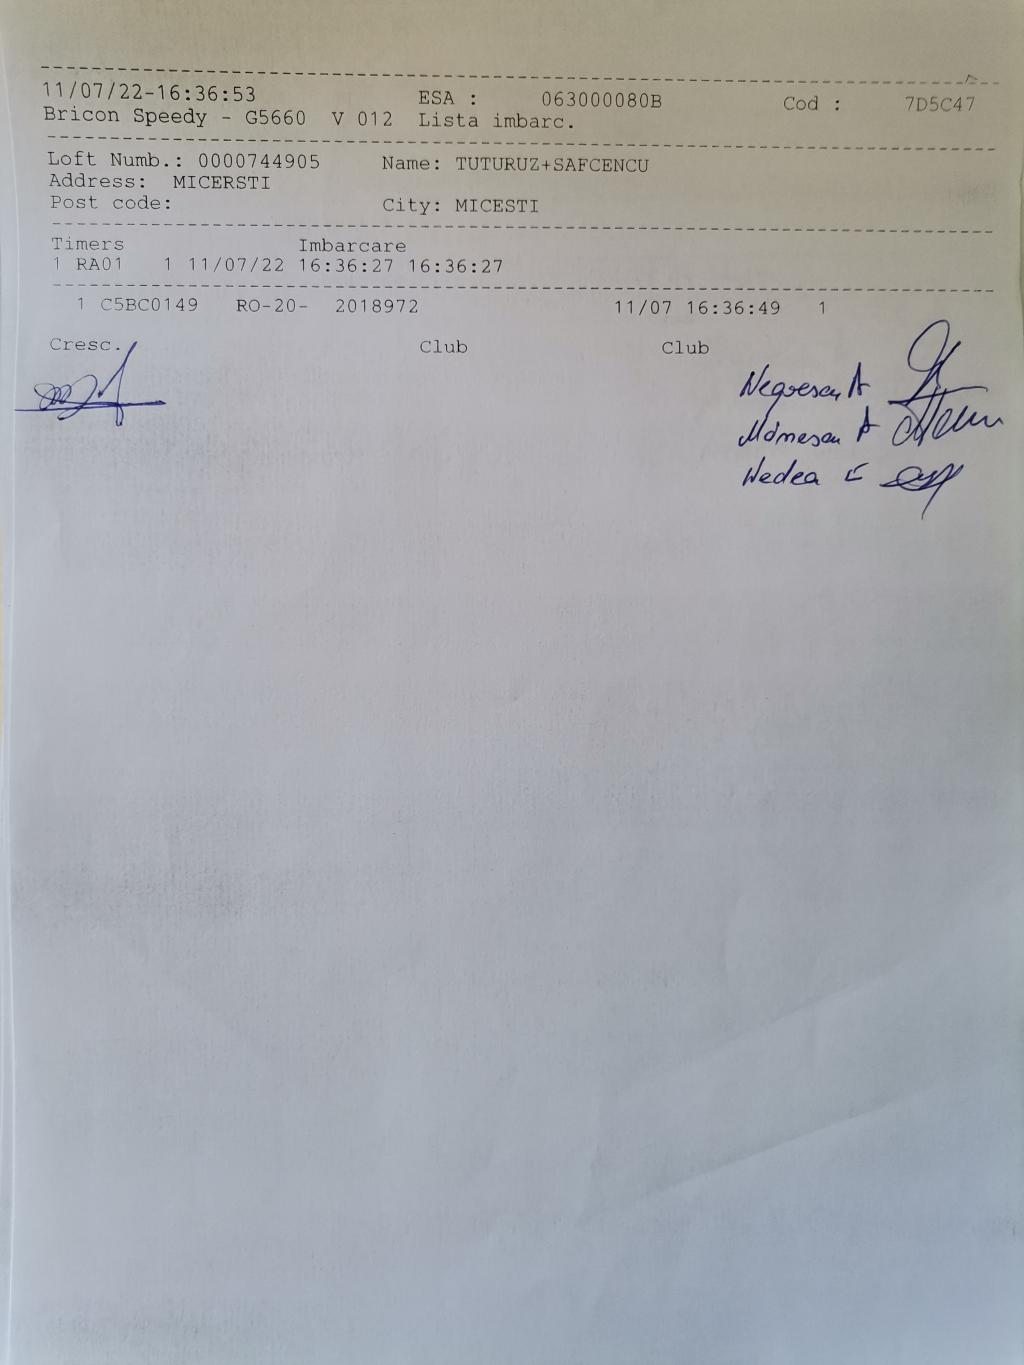 11/07/22-16:36:53 ESA : 063000080B Cod : 7D5C47
Bricon Speedy - G5660 V 012 Lista imbarc.
Loft Numb.: 0000744905 Name: TUTURUZ+SAFCENCU
Address: MICERSTI
Post code: City: MICESTI
Timers Imbarcare
1 RA01 1 11/07/22 16:36:27 16:36:27
1 C5BC0149 RO-20- 2018972 11/07 16:36:49 1
Cresc. Club Club
A
A
Nedea E